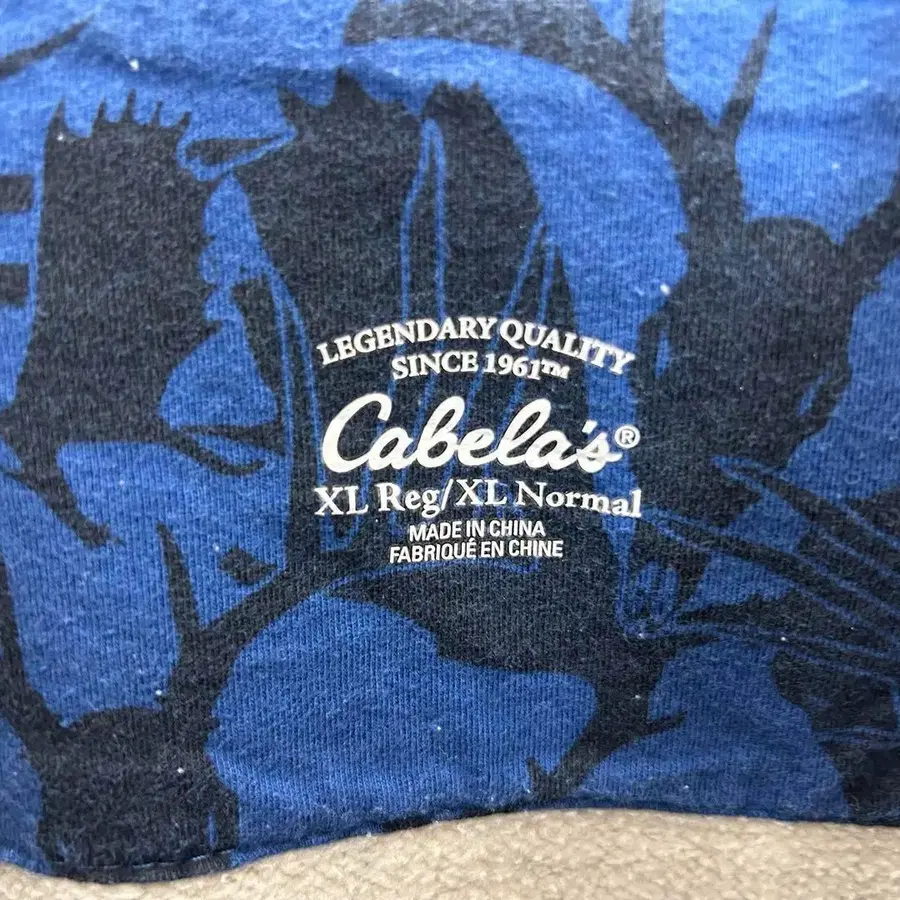 LEGENDARY QUALITY
SINCE 1961™
Cabela's®
XL Reg/XL Normal
MADE IN CHINA
FABRIQUÉ EN CHINE